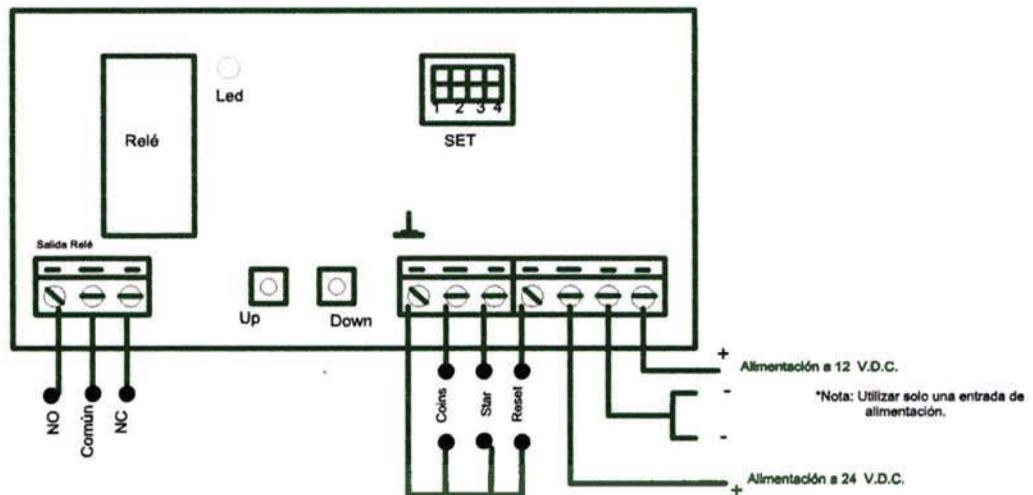 Led
Relé
1 2 3 4
SET
Salida Relé
Up
Down
NO
Común
NC
Coins
Star
Reset
+
Alimentación a 12 V.D.C.
-
*Nota: Utilizar solo una entrada de
alimentación.
-
+
Alimentación a 24 V.D.C.